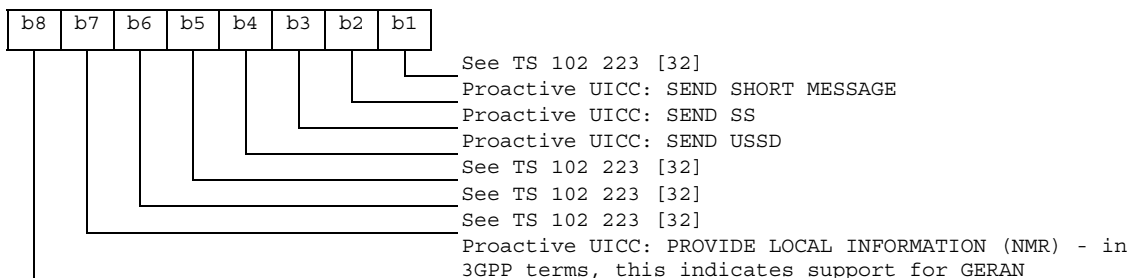 b8 b7 b6 b5 b4 b3 b2 b1
See TS 102 223 [32]
Proactive UICC: SEND SHORT MESSAGE
Proactive UICC: SEND SS
Proactive UICC: SEND USSD
See TS 102 223 [32]
See TS 102 223 [32]
See TS 102 223 [32]
Proactive UICC: PROVIDE LOCAL INFORMATION (NMR) - in
3GPP terms, this indicates support for GERAN